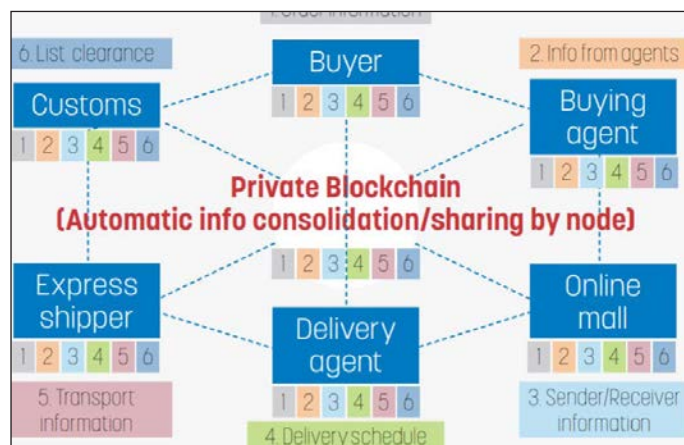 1. Order information
6. List clearance
Buyer
2. Info from agents
Customs
1 2 3 4 5 6
Buying
agent
1 2 3 4 5 6
1 2 3 4 5 6
Private Blockchain
(Automatic info consolidation/sharing by node)
1 2 3 4 5 6
Express
shipper
Delivery
agent
Online
mall
1 2 3 4 5 6
1 2 3 4 5 6
1 2 3 4 5 6
5. Transport
information
4. Delivery schedule
3. Sender/Receiver
information